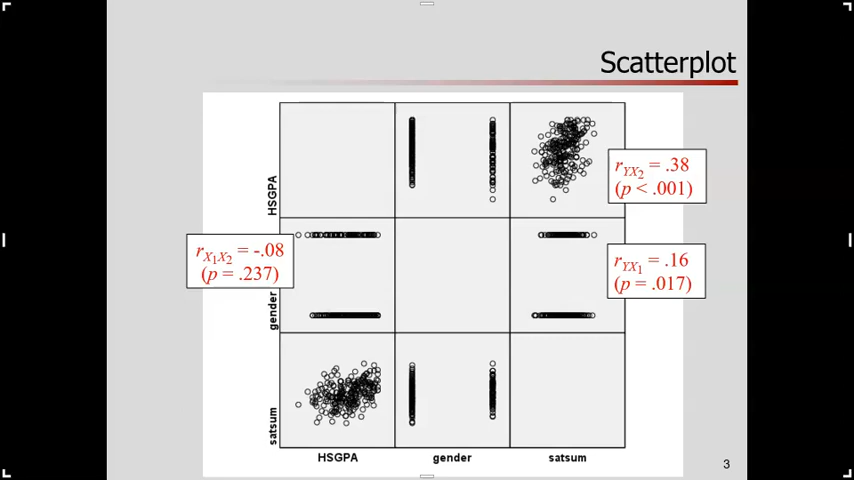 Scatterplot
HSGPA
r_YX₂ = .38
(p < .001)
r_X₁X₂ = -.08
(p = .237)
gender
r_YX₁ = .16
(p = .017)
satsum
HSGPA gender satsum
3